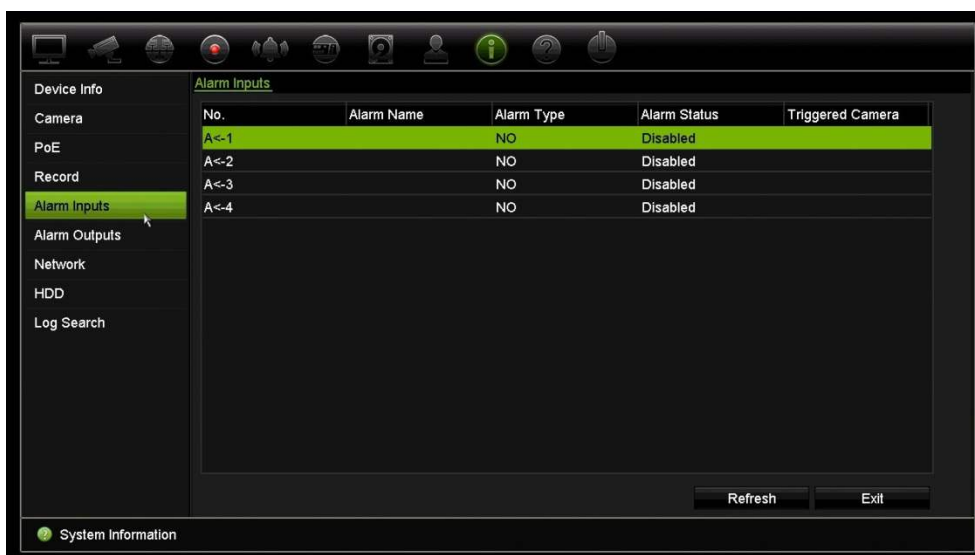 Device Info
Camera
PoE
Record
Alarm Inputs
Alarm Outputs
Network
HDD
Log Search
Alarm Inputs
No. Alarm Name Alarm Type Alarm Status Triggered Camera
A<-1 NO Disabled
A<-2 NO Disabled
A<-3 NO Disabled
A<-4 NO Disabled
Refresh Exit
System Information